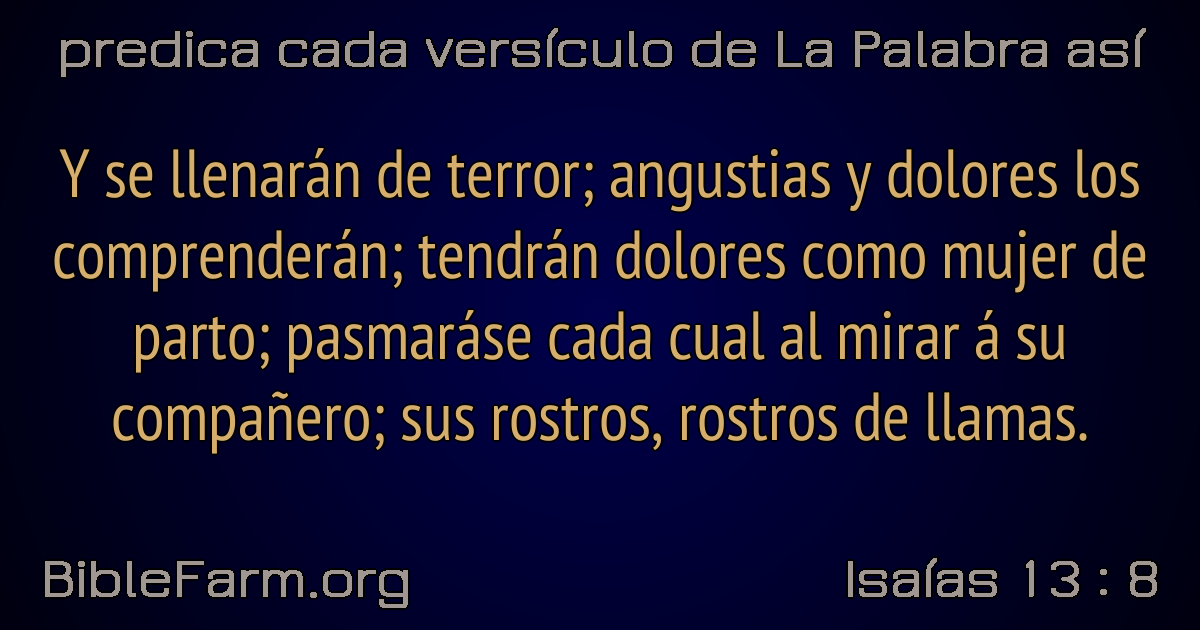 predica cada versículo de La Palabra así
Y se llenarán de terror; angustias y dolores los
comprenderán; tendrán dolores como mujer de
parto; pasmaráse cada cual al mirar á su
compañero; sus rostros, rostros de llamas.
BibleFarm.org
Isaías 13 : 8